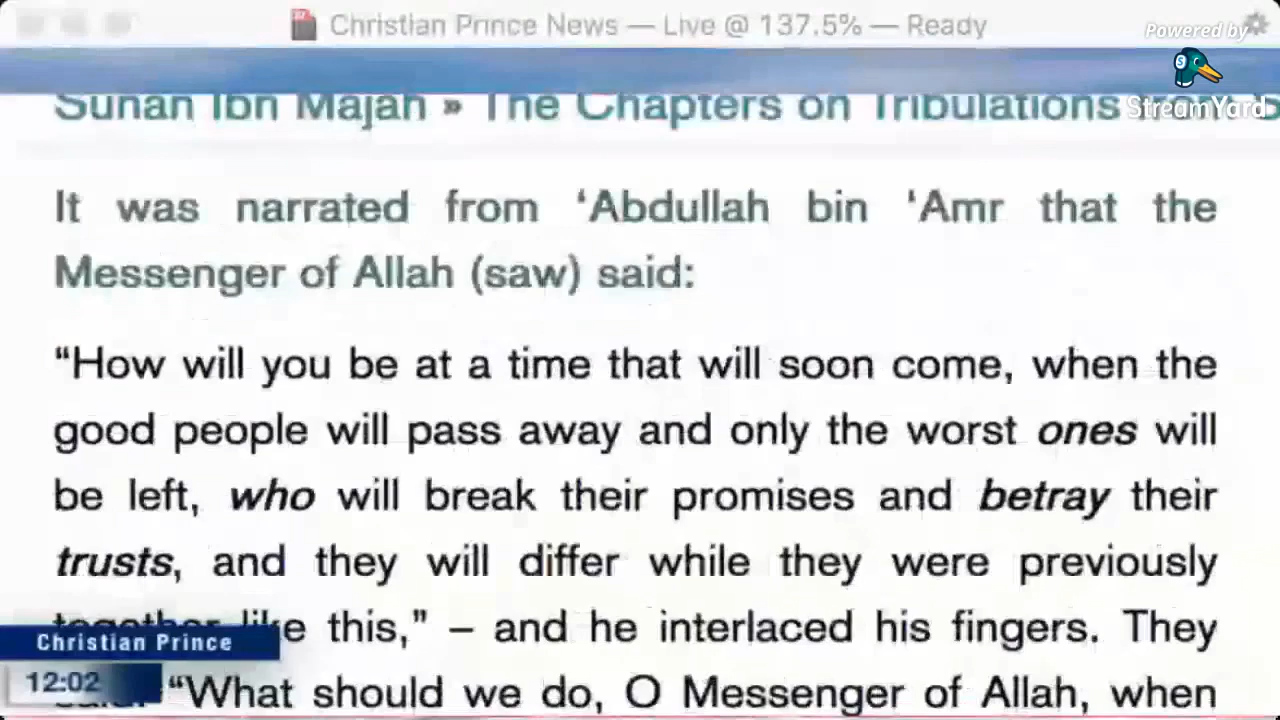 Christian Prince News — Live @ 137.5% — Ready
Powered by
StreamYard
Sunan Ibn Majah » The Chapters on Tribulations
It was narrated from ‘Abdullah bin ‘Amr that the
Messenger of Allah (saw) said:
“How will you be at a time that will soon come, when the
good people will pass away and only the worst ones will
be left, who will break their promises and betray their
trusts, and they will differ while they were previously
together like this,” – and he interlaced his fingers. They
“What should we do, O Messenger of Allah, when
Christian Prince
12:02